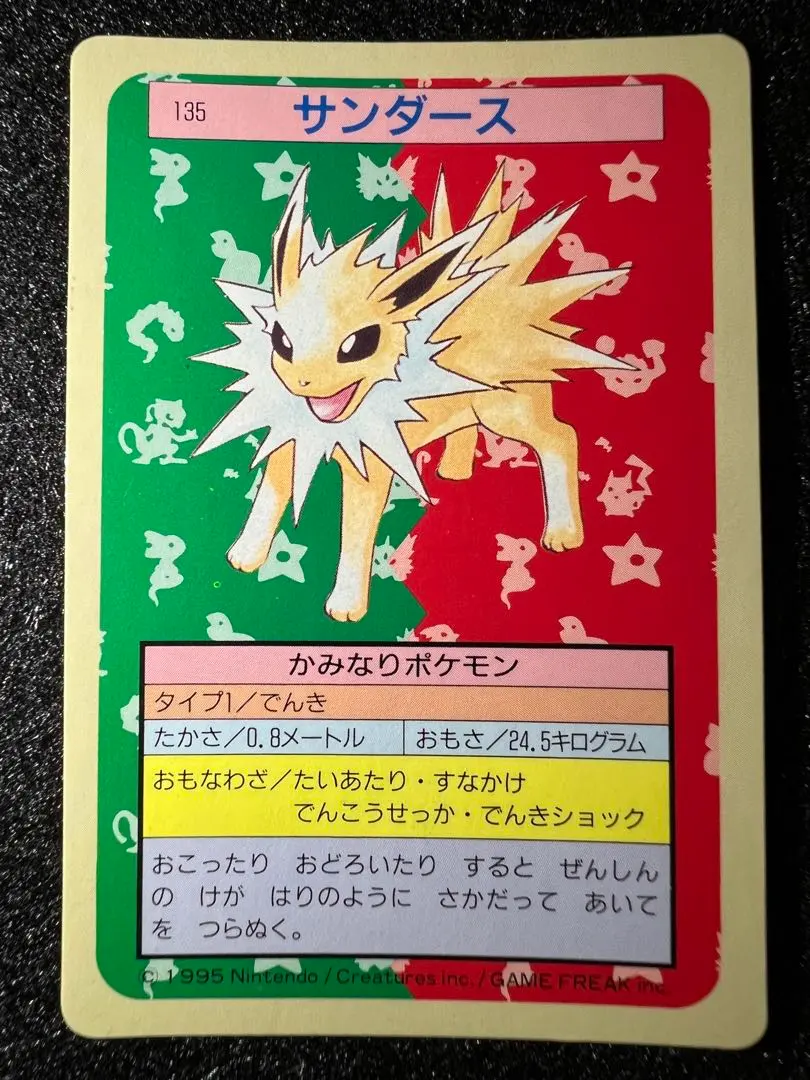 135 サンダース
かみなりポケモン
タイプ1/でんき
たかさ/0.8メートル おもさ/24.5キログラム
おもなわざ/たいあたり・すなかけ
でんこうせっか・でんきショック
おこったり おどろいたり すると ぜんしん
の けが はりのように さかだって あいて
を つらぬく。
© 1995 Nintendo / Creatures inc. / GAME FREAK inc.